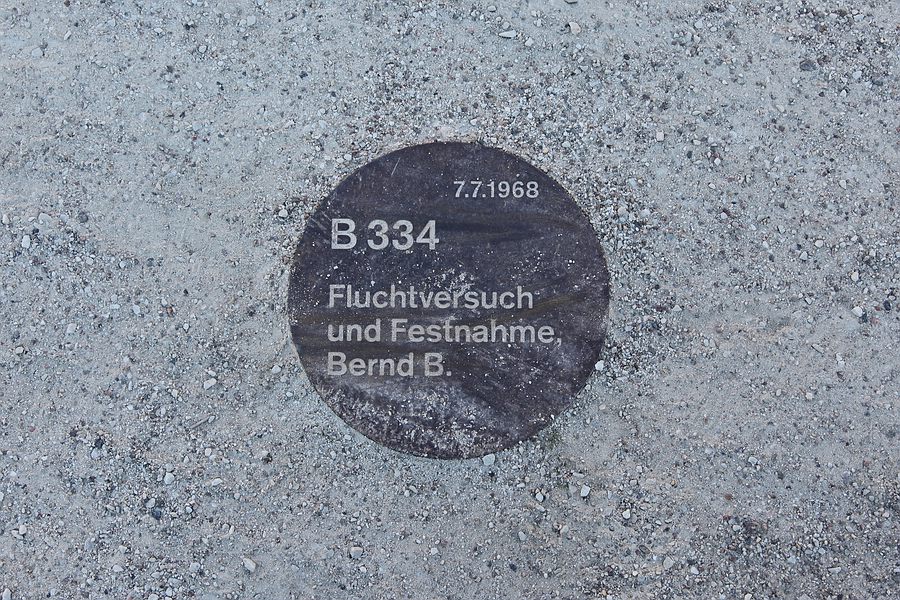 7.7.1968
B 334
Fluchtversuch
und Festnahme,
Bernd B.